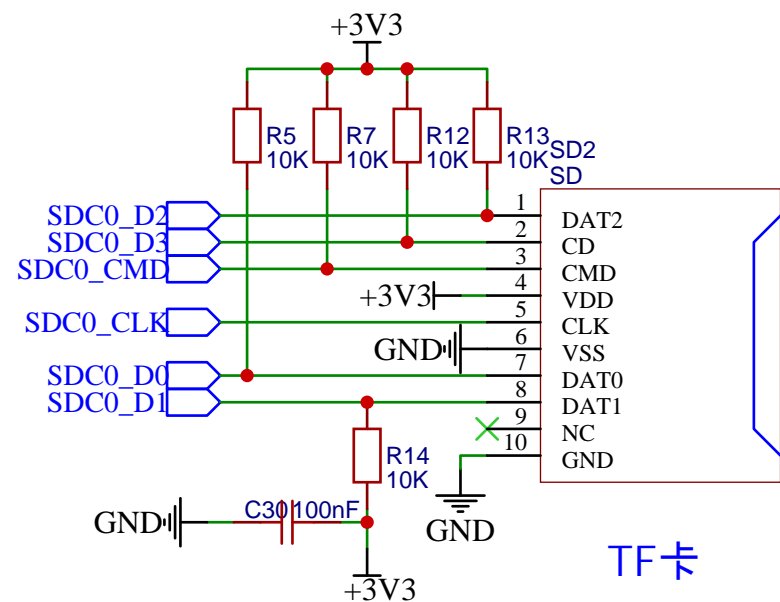 +3V3
R5
10K
R7
10K
R12
10K
R13
10K
SD2
SD
SDC0_D2
SDC0_D3
SDC0_CMD
+3V3
SDC0_CLK
GND
SDC0_D0
SDC0_D1
1 DAT2
2 CD
3 CMD
4 VDD
5 CLK
6 VSS
7 DAT0
8 DAT1
9 NC
10 GND
R14
10K
C30 100nF
GND
GND
+3V3
TF卡